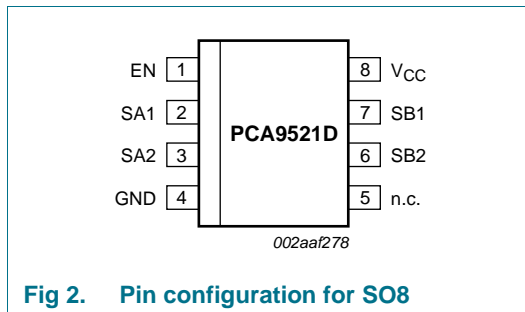 EN 1 8 VCC
SA1 2 7 SB1
PCA9521D
SA2 3 6 SB2
GND 4 5 n.c.
002aaf278
Fig 2. Pin configuration for SO8